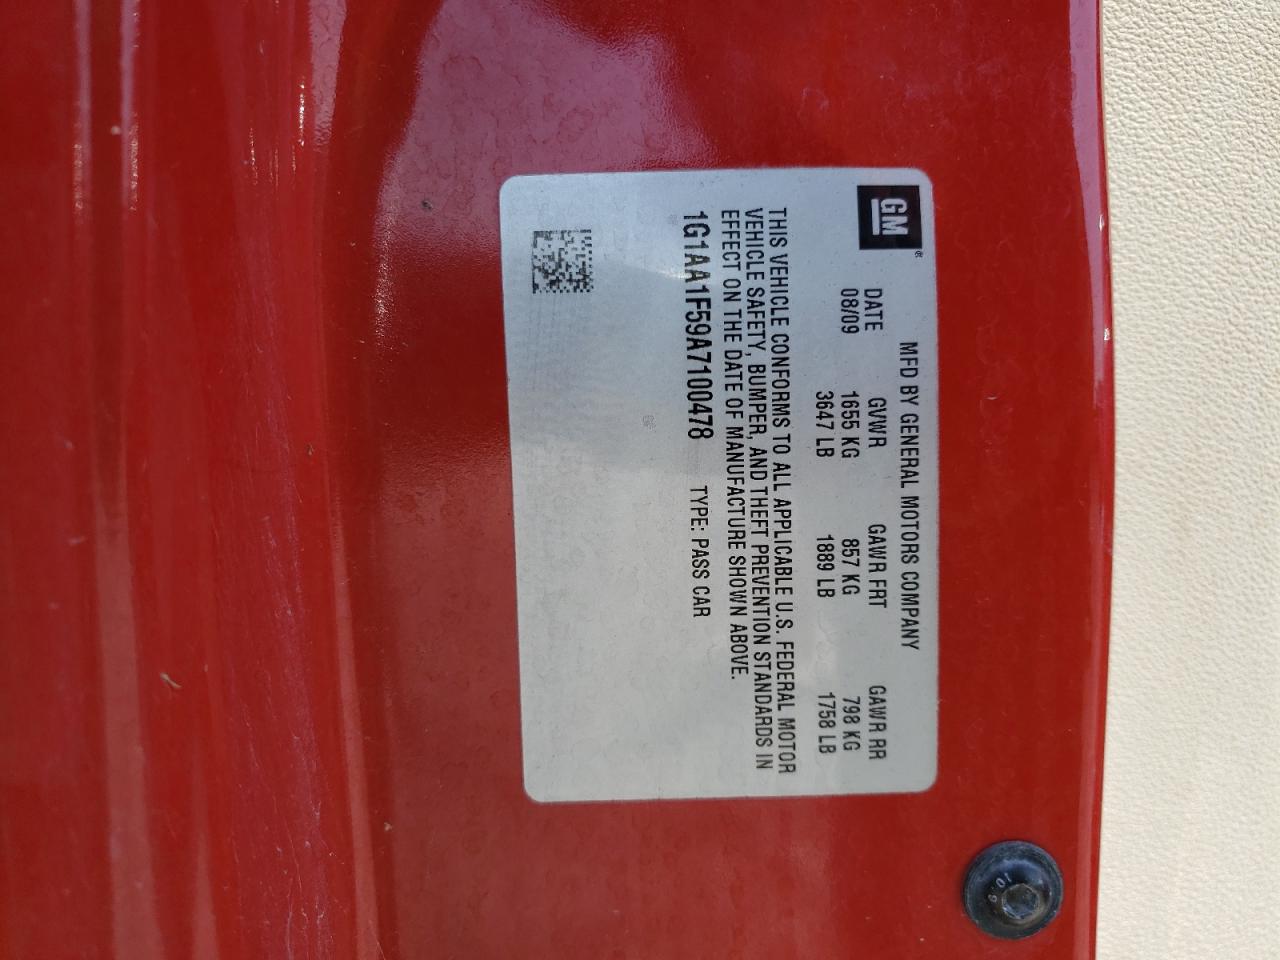 GM ®
MFD BY GENERAL MOTORS COMPANY
DATE GVWR GAWR FRT GAWR RR
08/09 1655 KG 857 KG 798 KG
3647 LB 1889 LB 1758 LB
THIS VEHICLE CONFORMS TO ALL APPLICABLE U.S. FEDERAL MOTOR
VEHICLE SAFETY, BUMPER, AND THEFT PREVENTION STANDARDS IN
EFFECT ON THE DATE OF MANUFACTURE SHOWN ABOVE.
1G1AA1F59A7100478 TYPE: PASS CAR